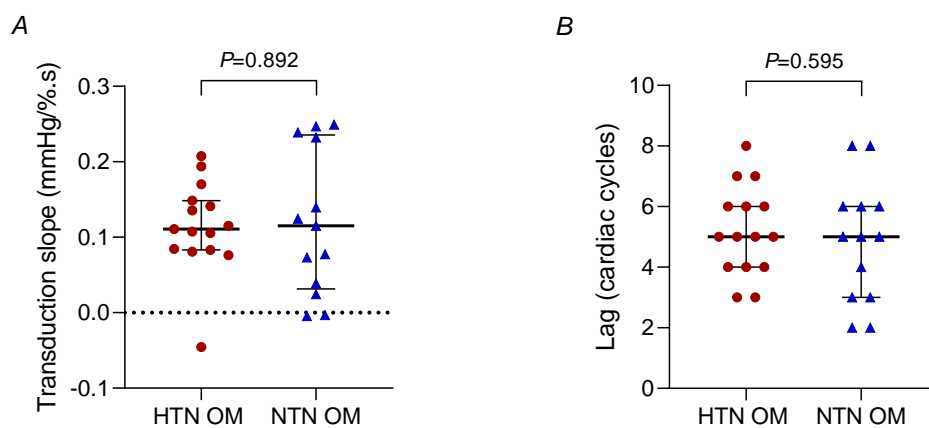 A
P=0.892
Transduction slope (mmHg/%.s)
0.3
0.2
0.1
0.0
-0.1
HTN OM
NTN OM
B
P=0.595
Lag (cardiac cycles)
10
8
6
4
2
0
HTN OM
NTN OM